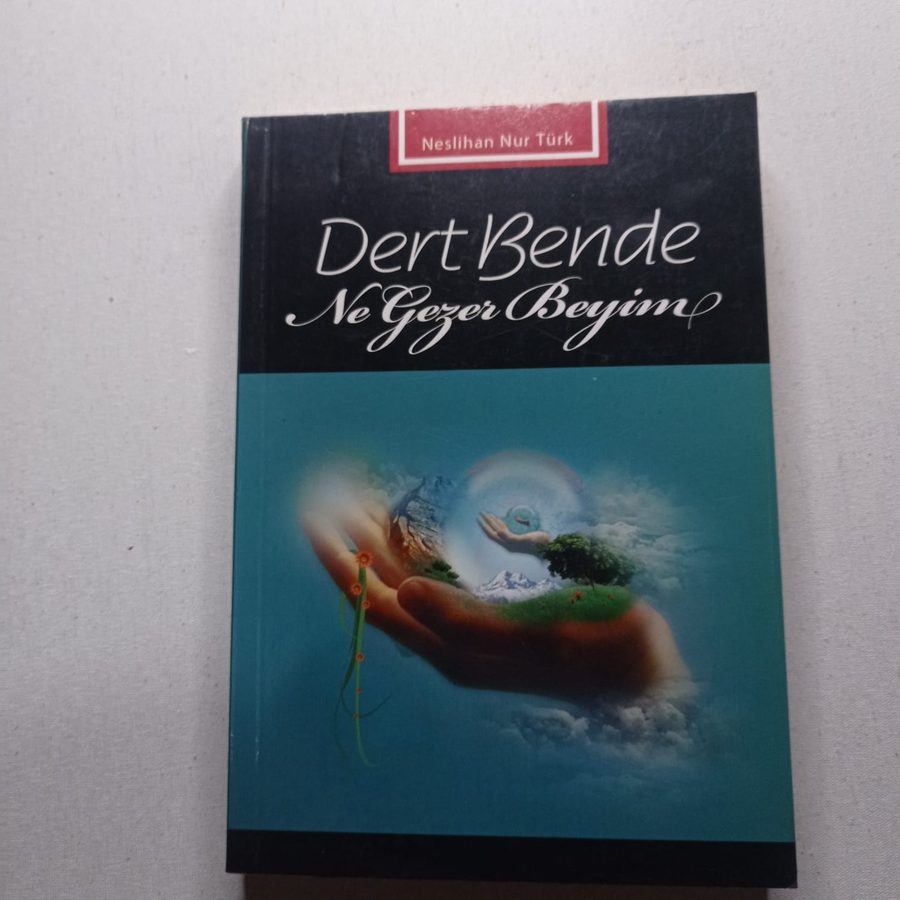 Neslihan Nur Türk
Dert Bende
Ne Gezer Beyim